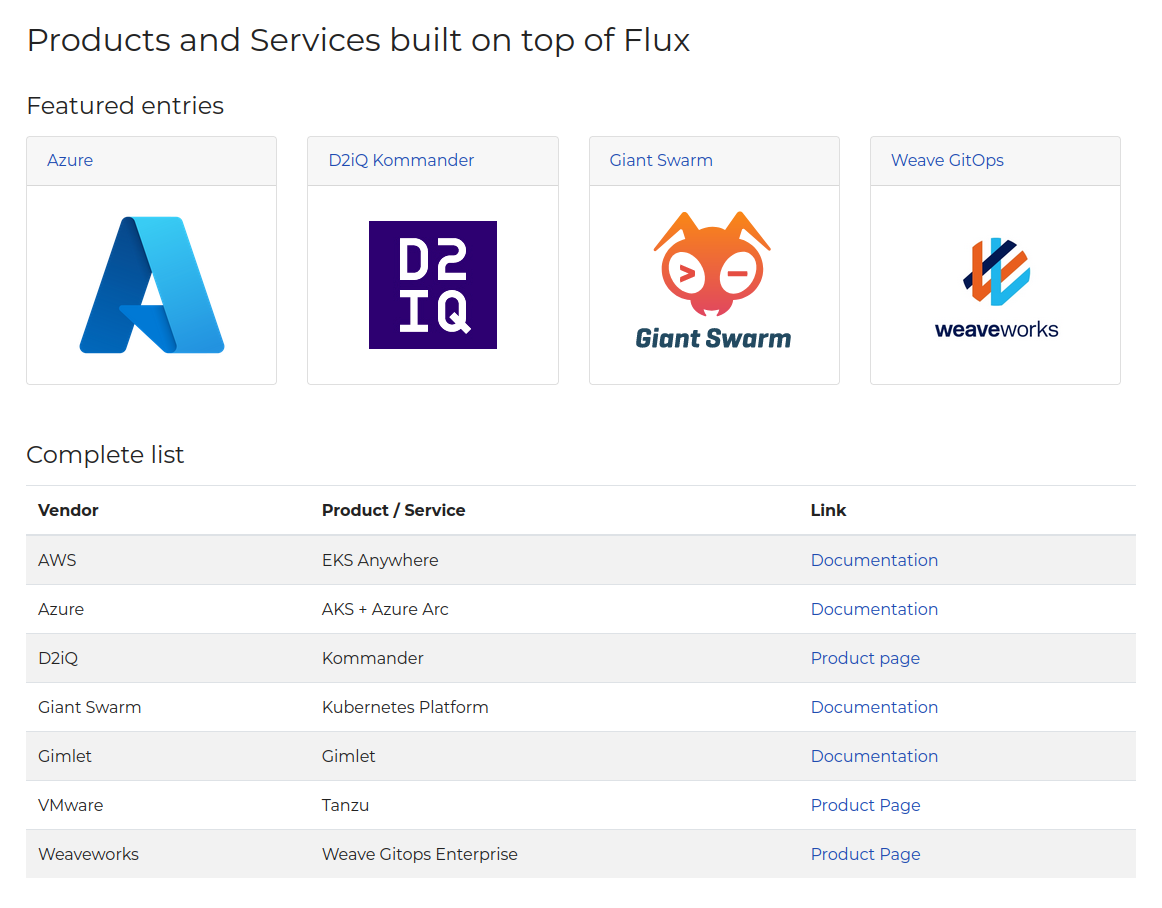 Products and Services built on top of Flux
Featured entries
Azure
D2iQ Kommander
Giant Swarm
Weave GitOps
D2
IQ
> –
Giant Swarm
weaveworks
Complete list
Vendor Product / Service Link
AWS EKS Anywhere Documentation
Azure AKS + Azure Arc Documentation
D2iQ Kommander Product page
Giant Swarm Kubernetes Platform Documentation
Gimlet Gimlet Documentation
VMware Tanzu Product Page
Weaveworks Weave Gitops Enterprise Product Page